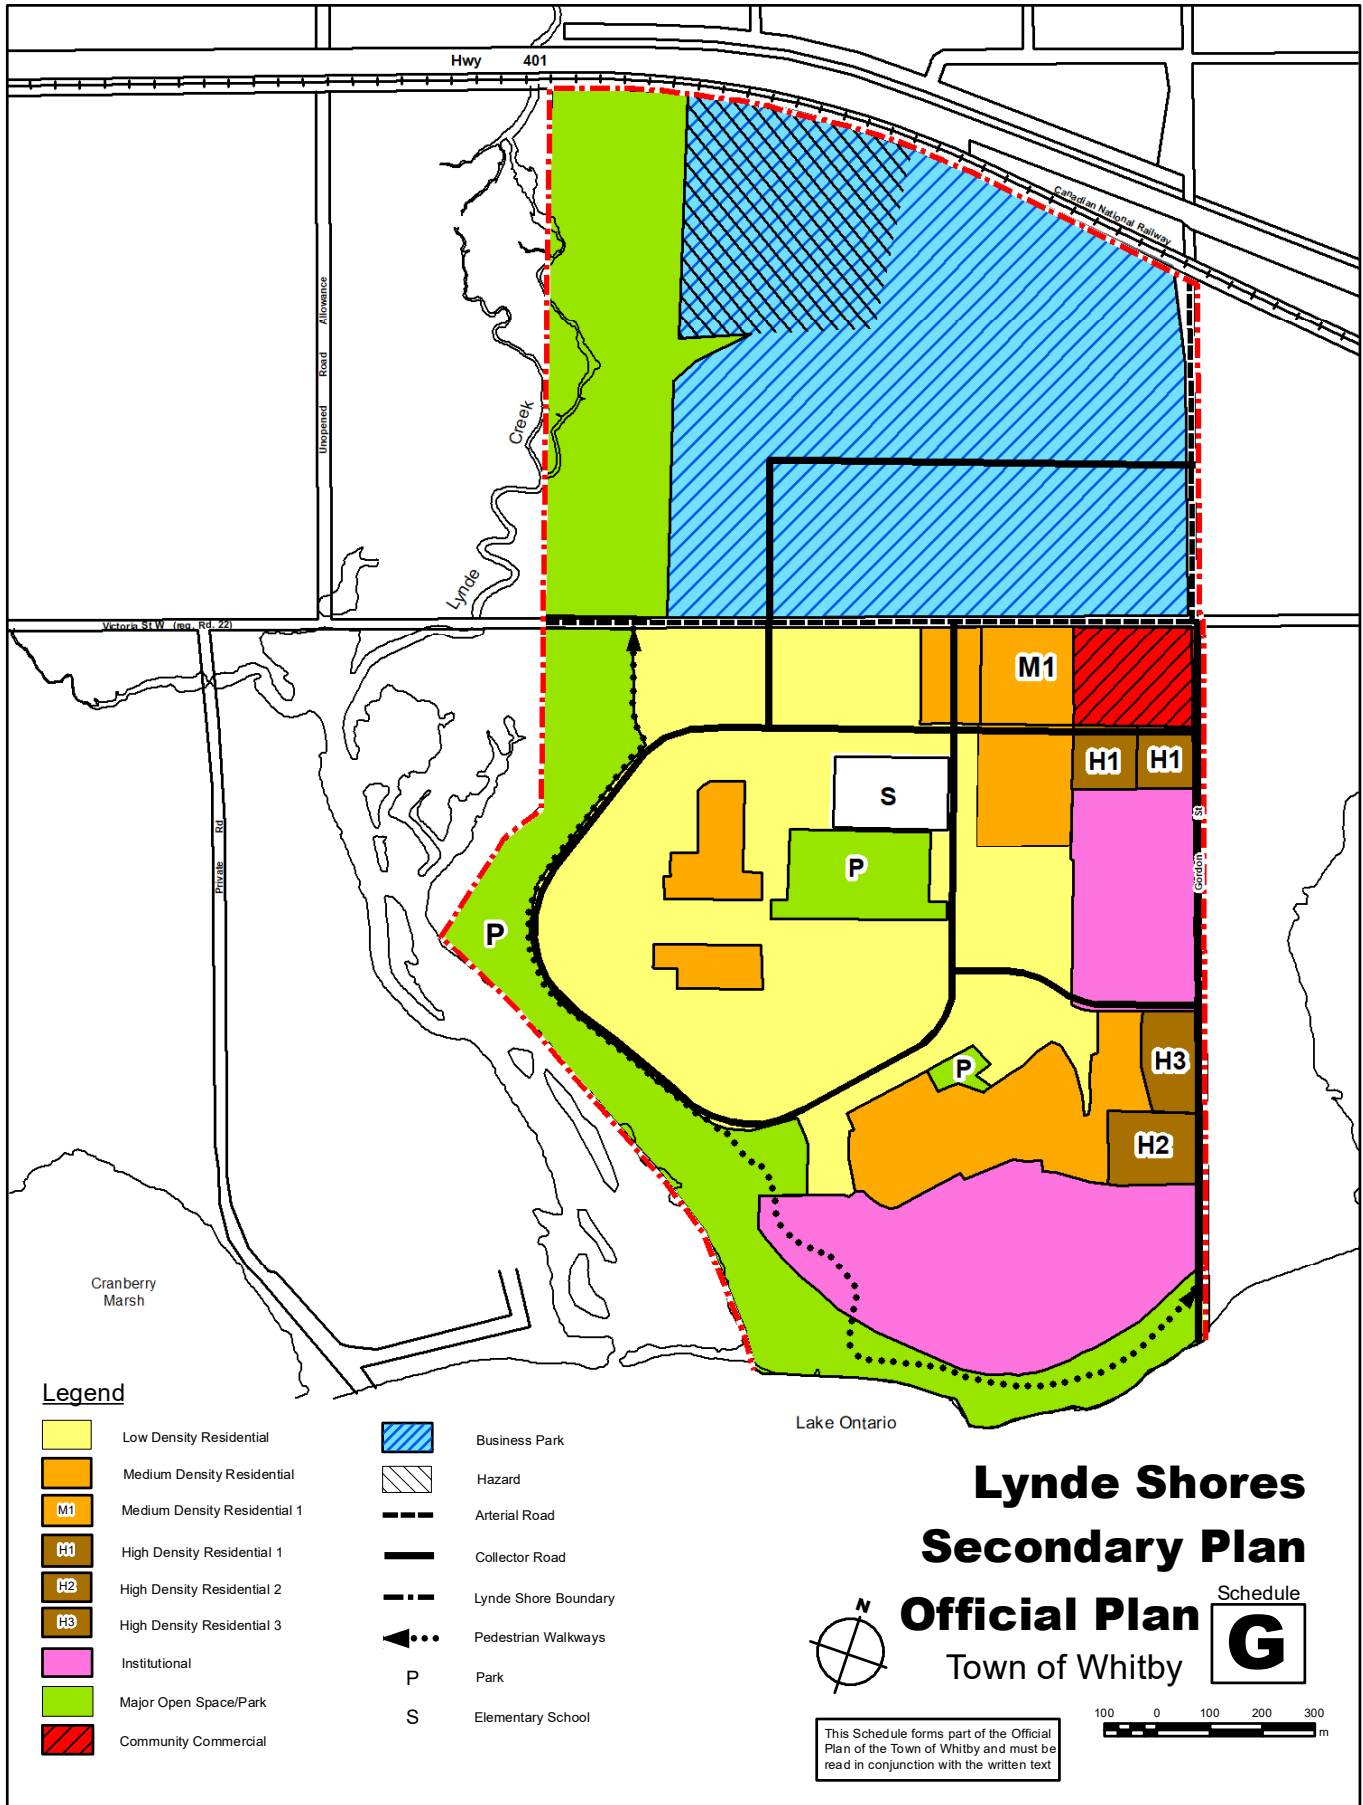 Hwy 401
Canadian National Railway
Unopened Road Allowance
Creek
Lynde
Victoria St W (reg. Rd. 22)
M1
H1
H1
S
P
Private Rd
Gordon St
P
P
H3
H2
Cranberry
Marsh
Lake Ontario
Legend
Low Density Residential
Medium Density Residential
M1 Medium Density Residential 1
H1 High Density Residential 1
H2 High Density Residential 2
H3 High Density Residential 3
Institutional
Major Open Space/Park
Community Commercial
Business Park
Hazard
Arterial Road
Collector Road
Lynde Shore Boundary
Pedestrian Walkways
P Park
S Elementary School
Lynde Shores
Secondary Plan
Official Plan
Town of Whitby
Schedule
G
N
100 0 100 200 300
m
This Schedule forms part of the Official
Plan of the Town of Whitby and must be
read in conjunction with the written text